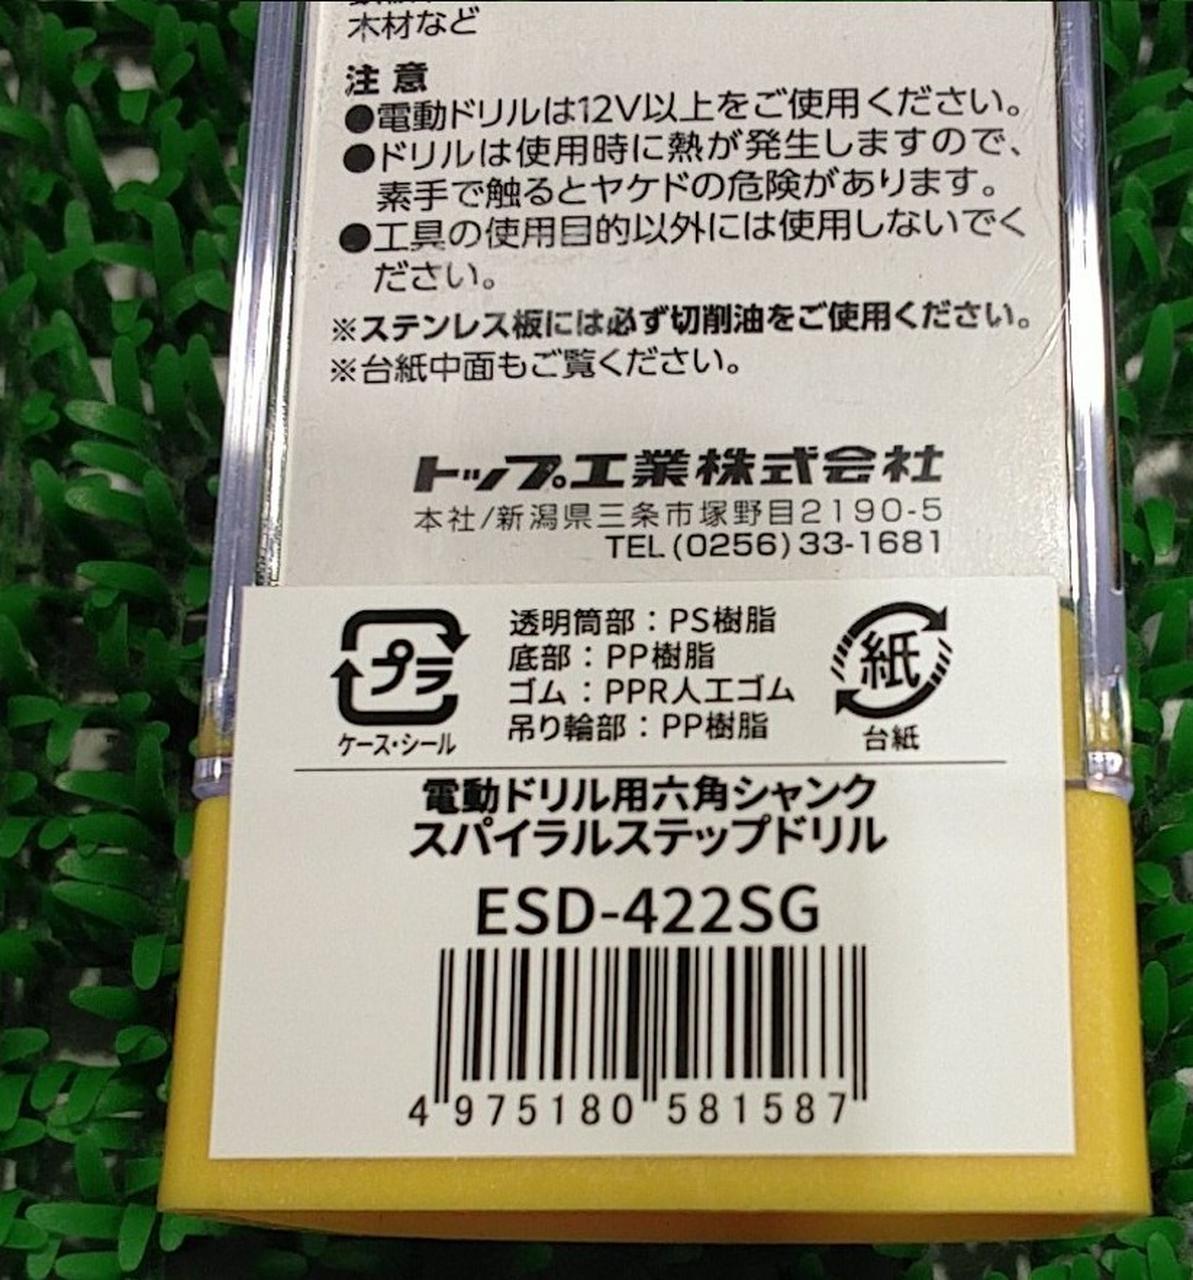 木材など
注意
●電動ドリルは12V以上をご使用ください。
●ドリルは使用時に熱が発生しますので、
素手で触るとヤケドの危険があります。
●工具の使用目的以外には使用しないでく
ださい。
※ステンレス板には必ず切削油をご使用ください。
※台紙中面もご覧ください。
トップ工業株式会社
本社/新潟県三条市塚野目2190-5
TEL(0256)33-1681
プラ
ケース・シール
透明筒部：PS樹脂
底部：PP樹脂
ゴム：PPR人工ゴム
吊り輪部：PP樹脂
紙
台紙
電動ドリル用六角シャンク
スパイラルステップドリル
ESD-422SG
4 975180 581587